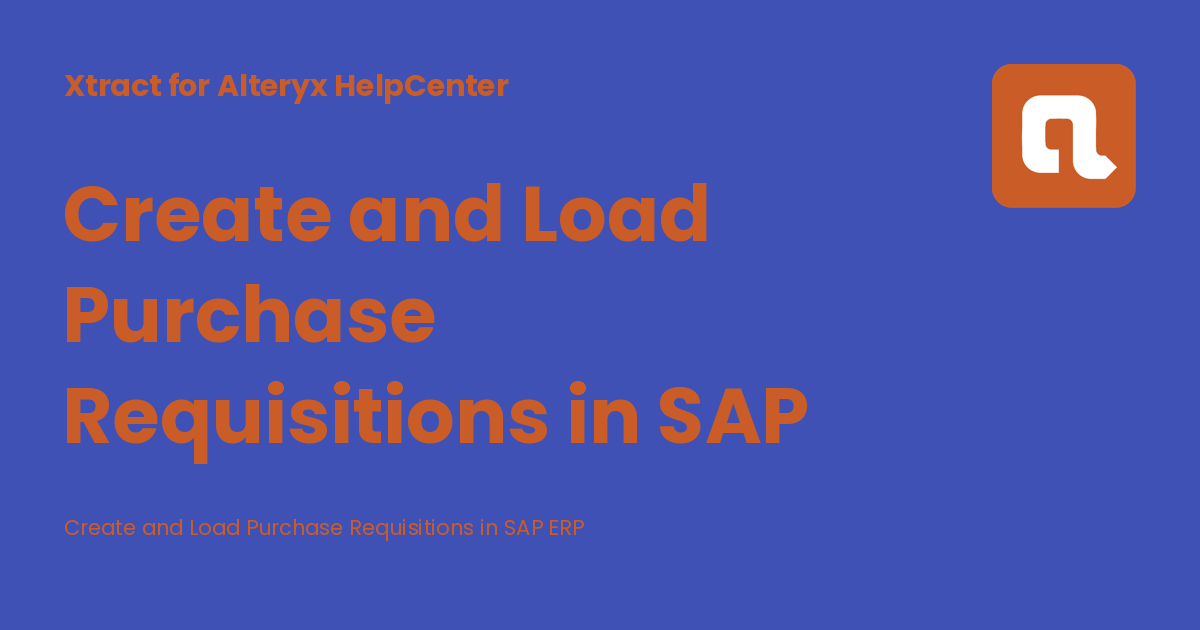 Xtract for Alteryx HelpCenter
Create and Load
Purchase
Requisitions in SAP
Create and Load Purchase Requisitions in SAP ERP